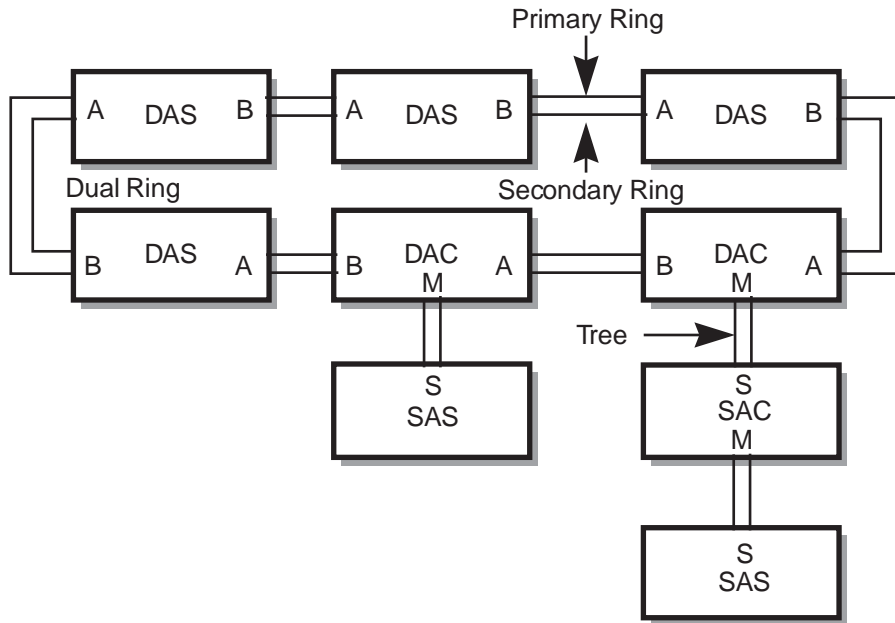 Primary Ring
A DAS B
A DAS B
A DAS B
Dual Ring
Secondary Ring
B DAS A
B DAC A
M
B DAC A
M
Tree
S
SAS
S
SAC
M
S
SAS